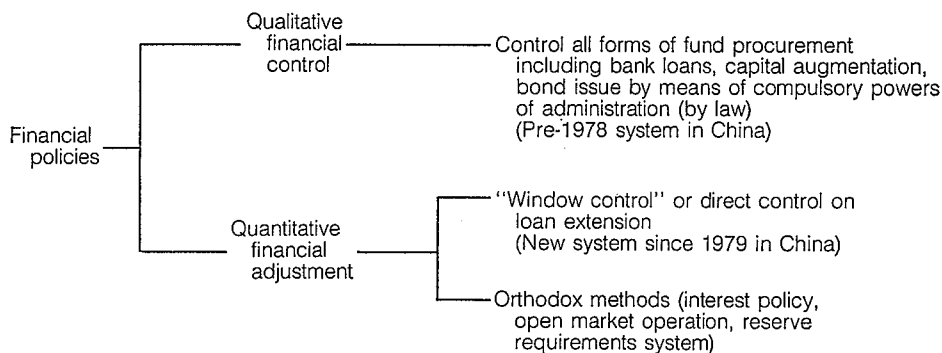 Qualitative
financial
control
Control all forms of fund procurement
including bank loans, capital augmentation,
bond issue by means of compulsory powers
of administration (by law)
(Pre-1978 system in China)
Financial
policies
Quantitative
financial
adjustment
“Window control” or direct control on
loan extension
(New system since 1979 in China)
Orthodox methods (interest policy,
open market operation, reserve
requirements system)